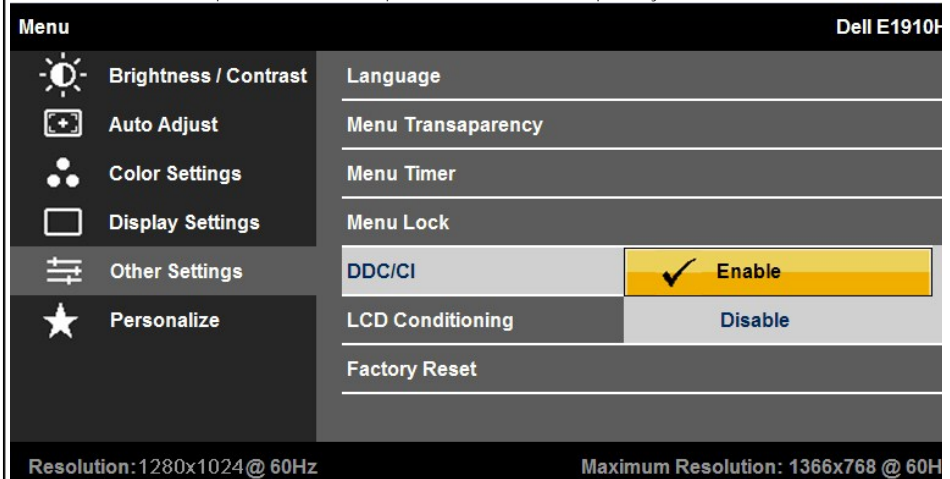 Menu Dell E1910H
Brightness / Contrast Language
Auto Adjust Menu Transaparency
Color Settings Menu Timer
Display Settings Menu Lock
Other Settings DDC/CI Enable
Personalize LCD Conditioning Disable
Factory Reset
Resolution:1280x1024@ 60Hz Maximum Resolution: 1366x768 @ 60H